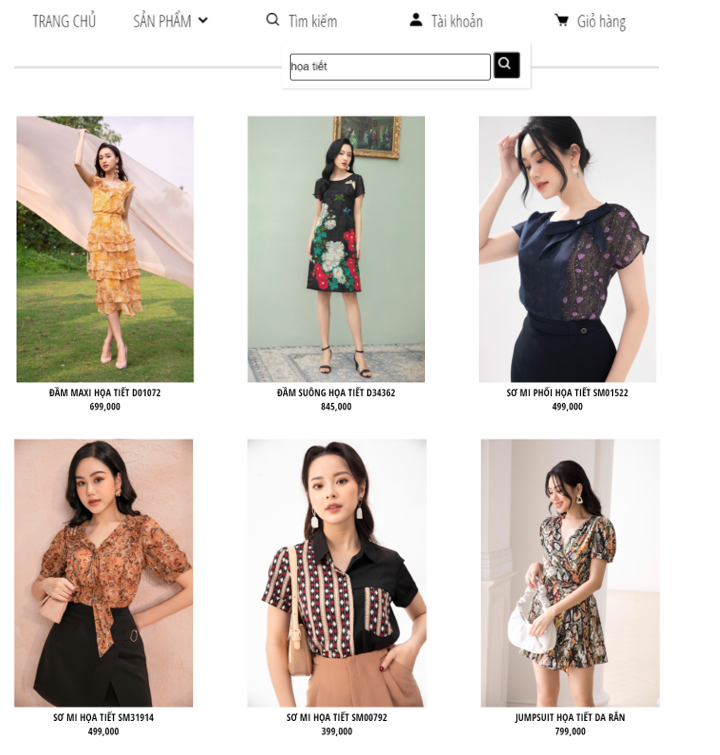 TRANG CHỦ SẢN PHẨM Tìm kiếm Tài khoản Giỏ hàng
họa tiết
ĐẦM MAXI HỌA TIẾT D01072
699,000
ĐẦM SUÔNG HỌA TIẾT D34362
845,000
SƠ MI PHỐI HỌA TIẾT SM01522
499,000
SƠ MI HỌA TIẾT SM31914
499,000
SƠ MI HỌA TIẾT SM00792
399,000
JUMPSUIT HỌA TIẾT DA RẮN
799,000